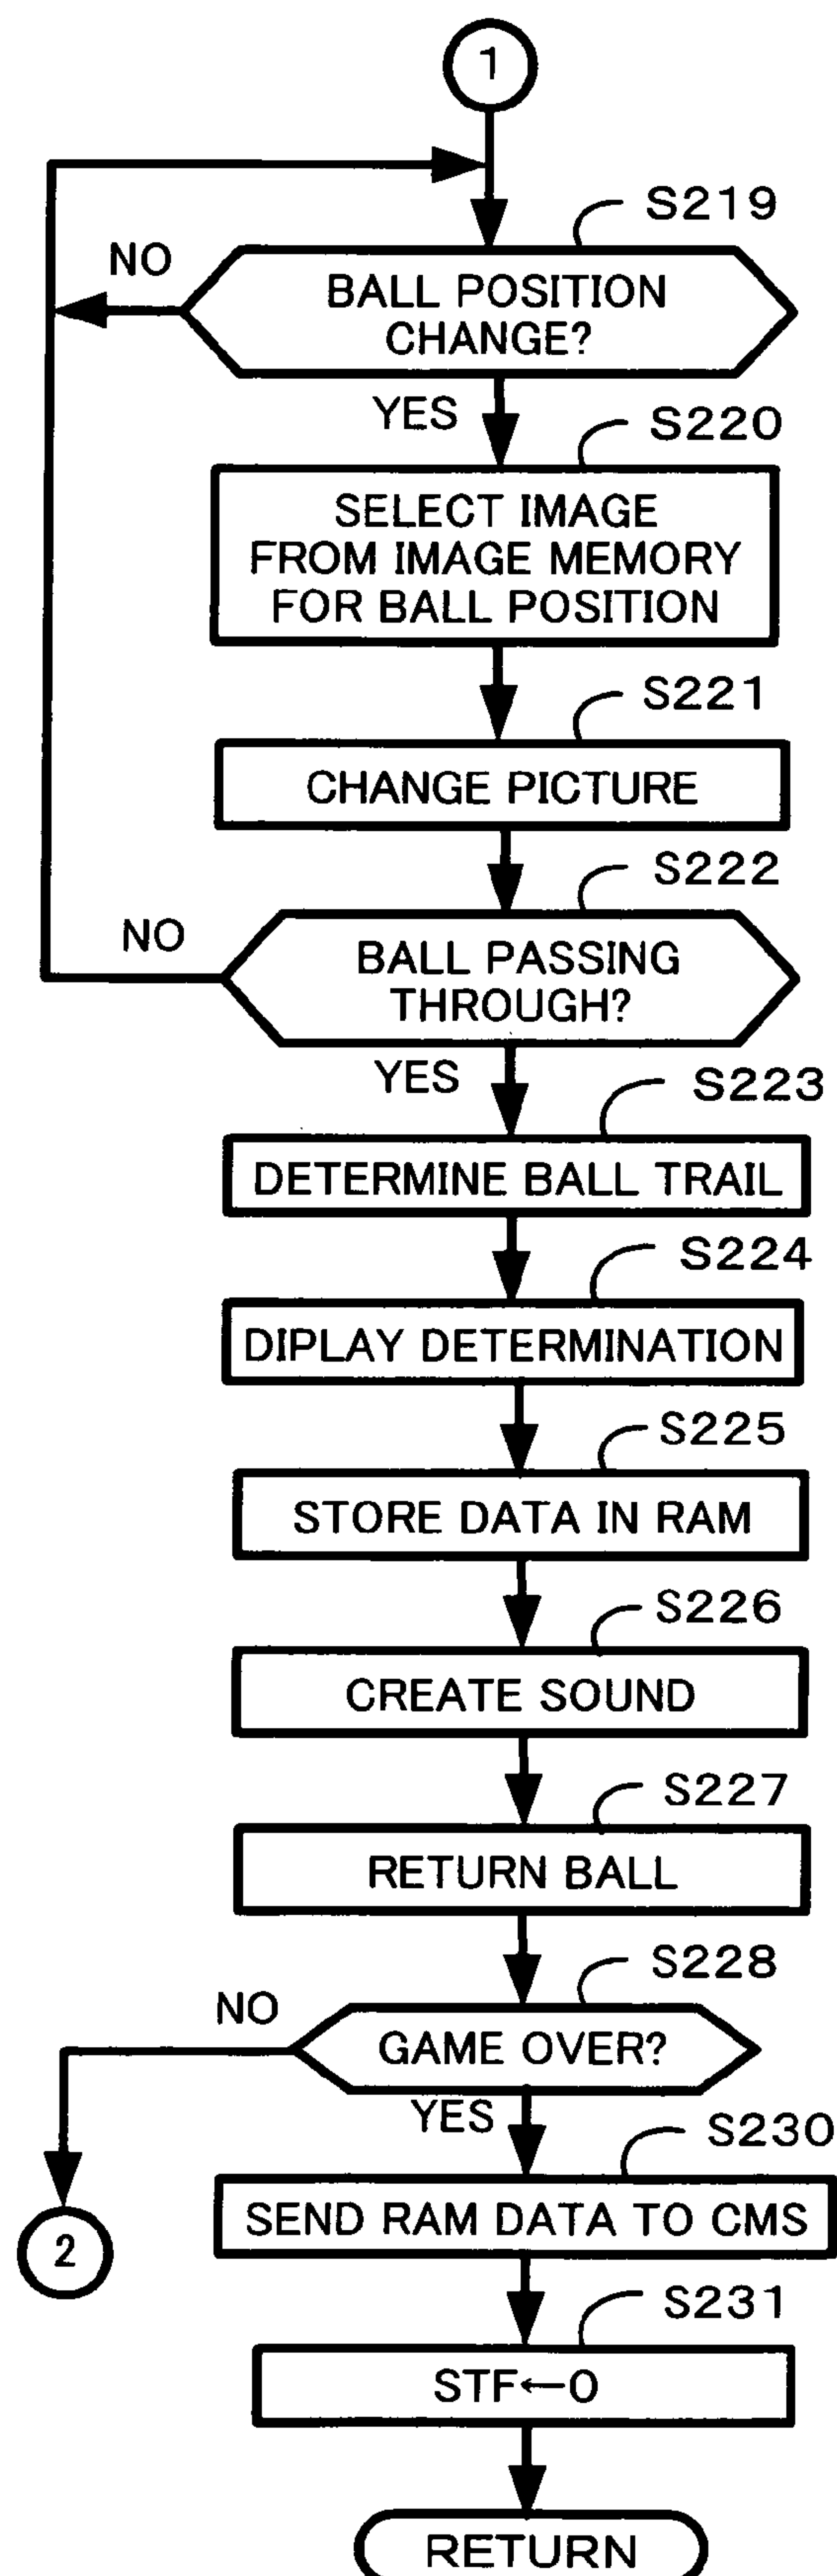 1
S219
NO
BALL POSITION
CHANGE?
YES
S220
SELECT IMAGE
FROM IMAGE MEMORY
FOR BALL POSITION
S221
CHANGE PICTURE
S222
NO
BALL PASSING
THROUGH?
YES
S223
DETERMINE BALL TRAIL
S224
DIPLAY DETERMINATION
S225
STORE DATA IN RAM
S226
CREATE SOUND
S227
RETURN BALL
S228
NO
GAME OVER?
YES
S230
SEND RAM DATA TO CMS
2
S231
STF←0
RETURN